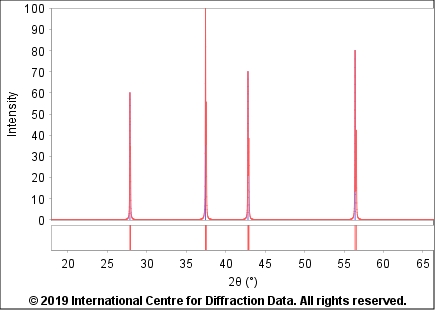 100
90
80
70
60
50
40
30
20
10
0
Intensity
20 25 30 35 40 45 50 55 60 65
2θ (°)
© 2019 International Centre for Diffraction Data. All rights reserved.